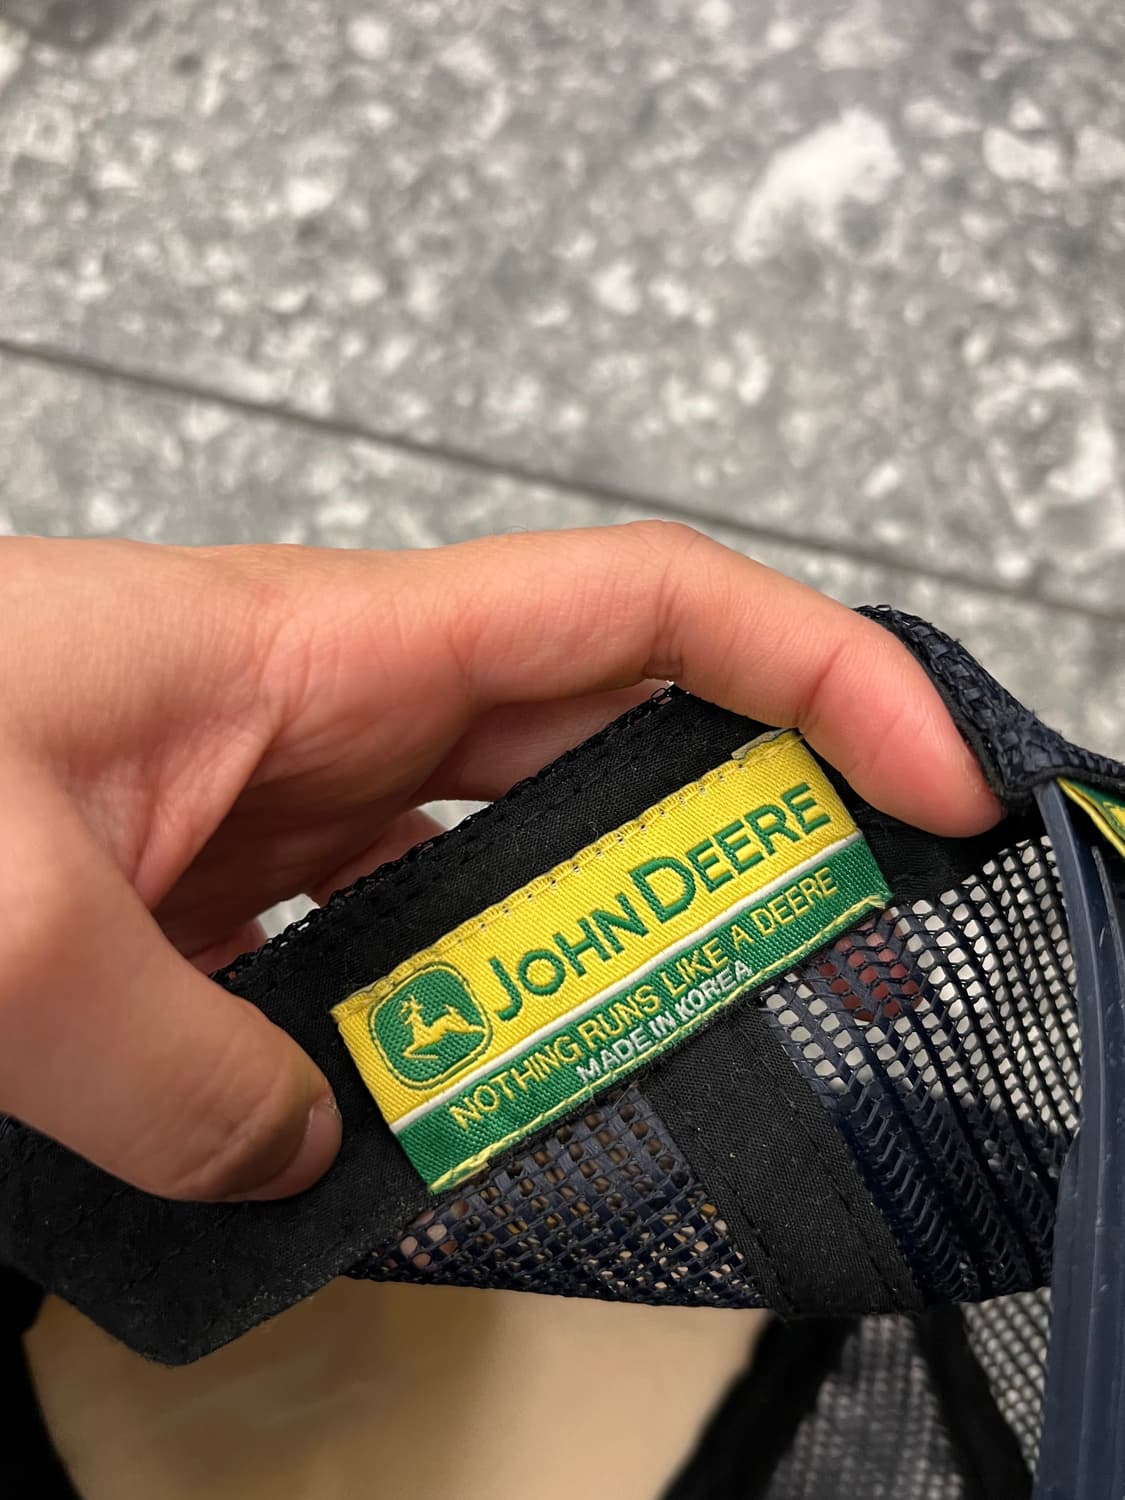 JOHN DEERE
NOTHING RUNS LIKE A DEERE
MADE IN KOREA